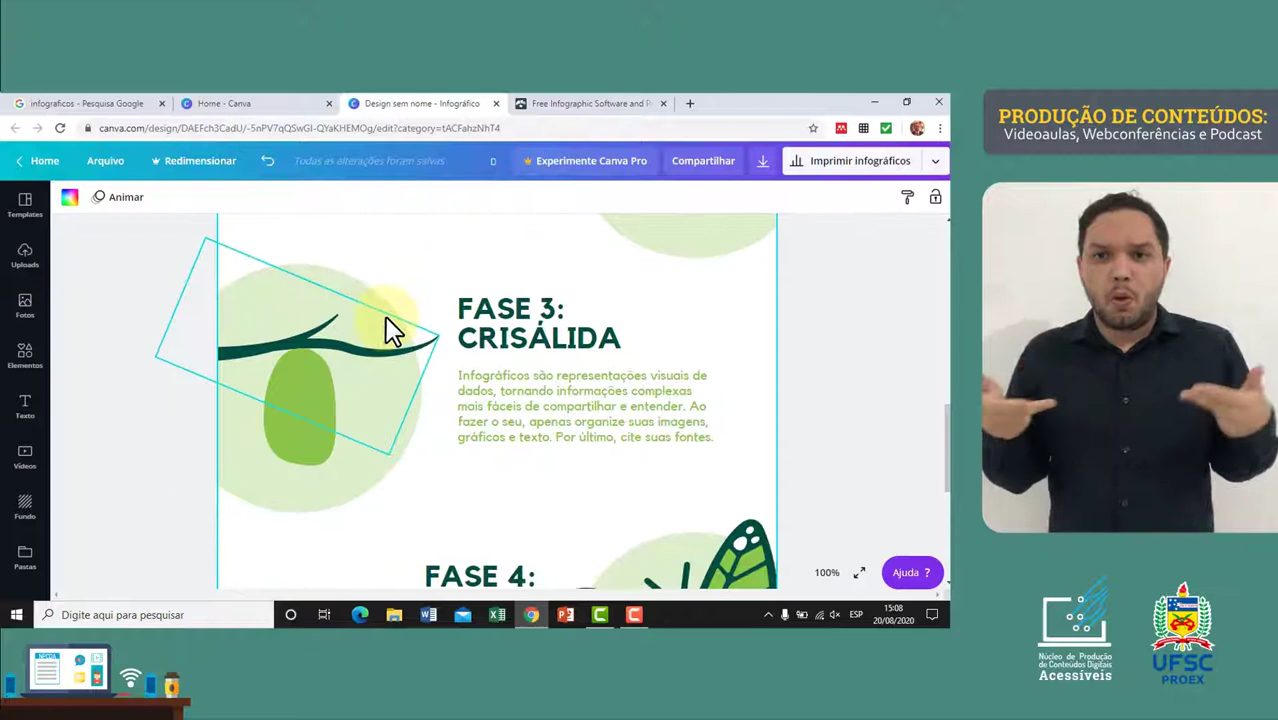 infograficos - Pesquisa Google
Home - Canva
Design sem nome - Infográfico
Free Infographic Software and P
canva.com/design/DAEFch3CadU/-5nPV7qQSwGI-QYaKHEMOg/edit?category=tACFahzNhT4
Home
Arquivo
Redimensionar
Todas as alterações foram salvas
Experimente Canva Pro
Compartilhar
Imprimir infográficos
Animar
Templates
Uploads
Fotos
Elementos
Texto
Vídeos
Fundo
Pastas
FASE 3:
CRISÁLIDA
Infográficos são representações visuais de
dados, tornando informações complexas
mais fáceis de compartilhar e entender. Ao
fazer o seu, apenas organize suas imagens,
gráficos e texto. Por último, cite suas fontes.
FASE 4:
100%
Ajuda ?
Digite aqui para pesquisar
ESP
15:08
20/08/2020
PRODUÇÃO DE CONTEÚDOS:
Videoaulas, Webconferências e Podcast
Núcleo de Produção
de Conteúdos Digitais
Acessíveis
UFSC
PROEX